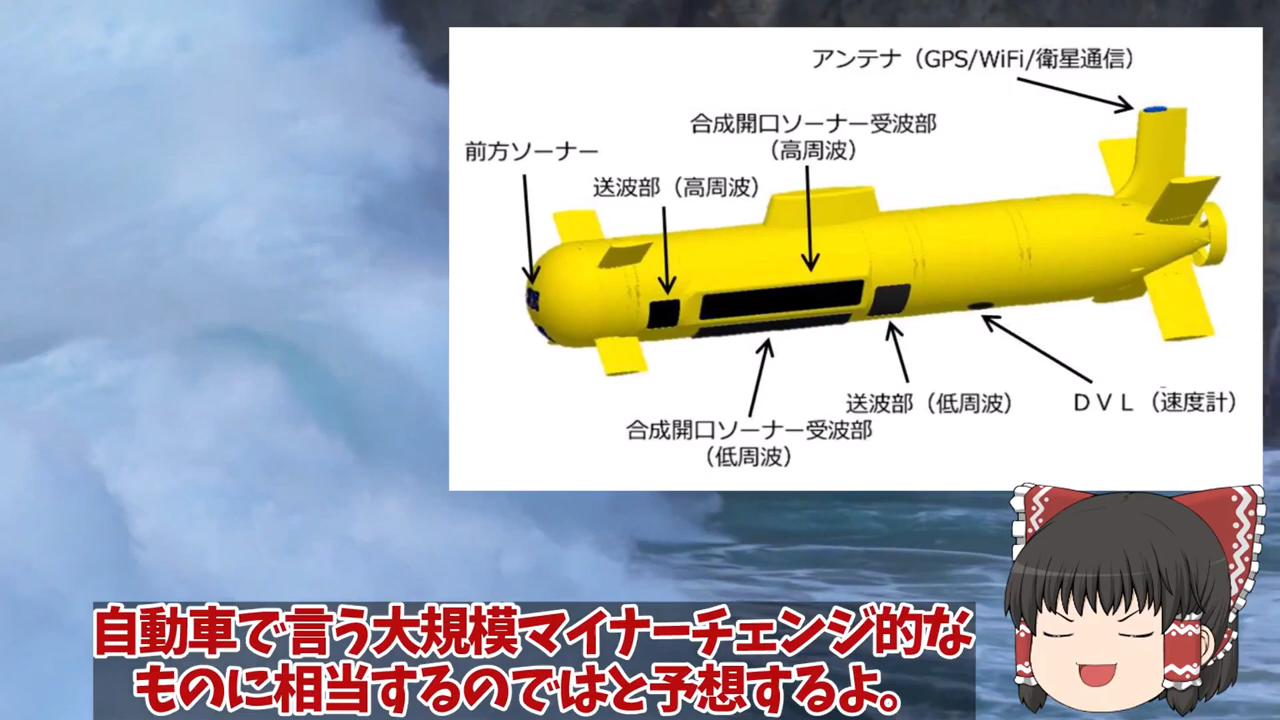 アンテナ（GPS/WiFi/衛星通信）
合成開口ソーナー受波部
（高周波）
前方ソーナー
送波部（高周波）
送波部（低周波）
ＤＶＬ（速度計）
合成開口ソーナー受波部
（低周波）
自動車で言う大規模マイナーチェンジ的な
ものに相当するのではと予想するよ。